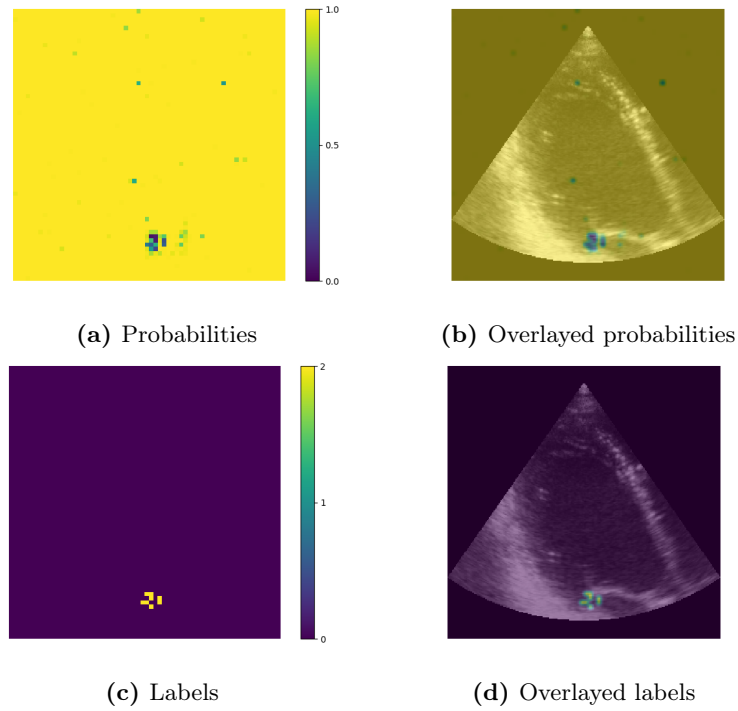 1.0
0.5
0.0
(a) Probabilities
(b) Overlayed probabilities
2
1
0
(c) Labels
(d) Overlayed labels